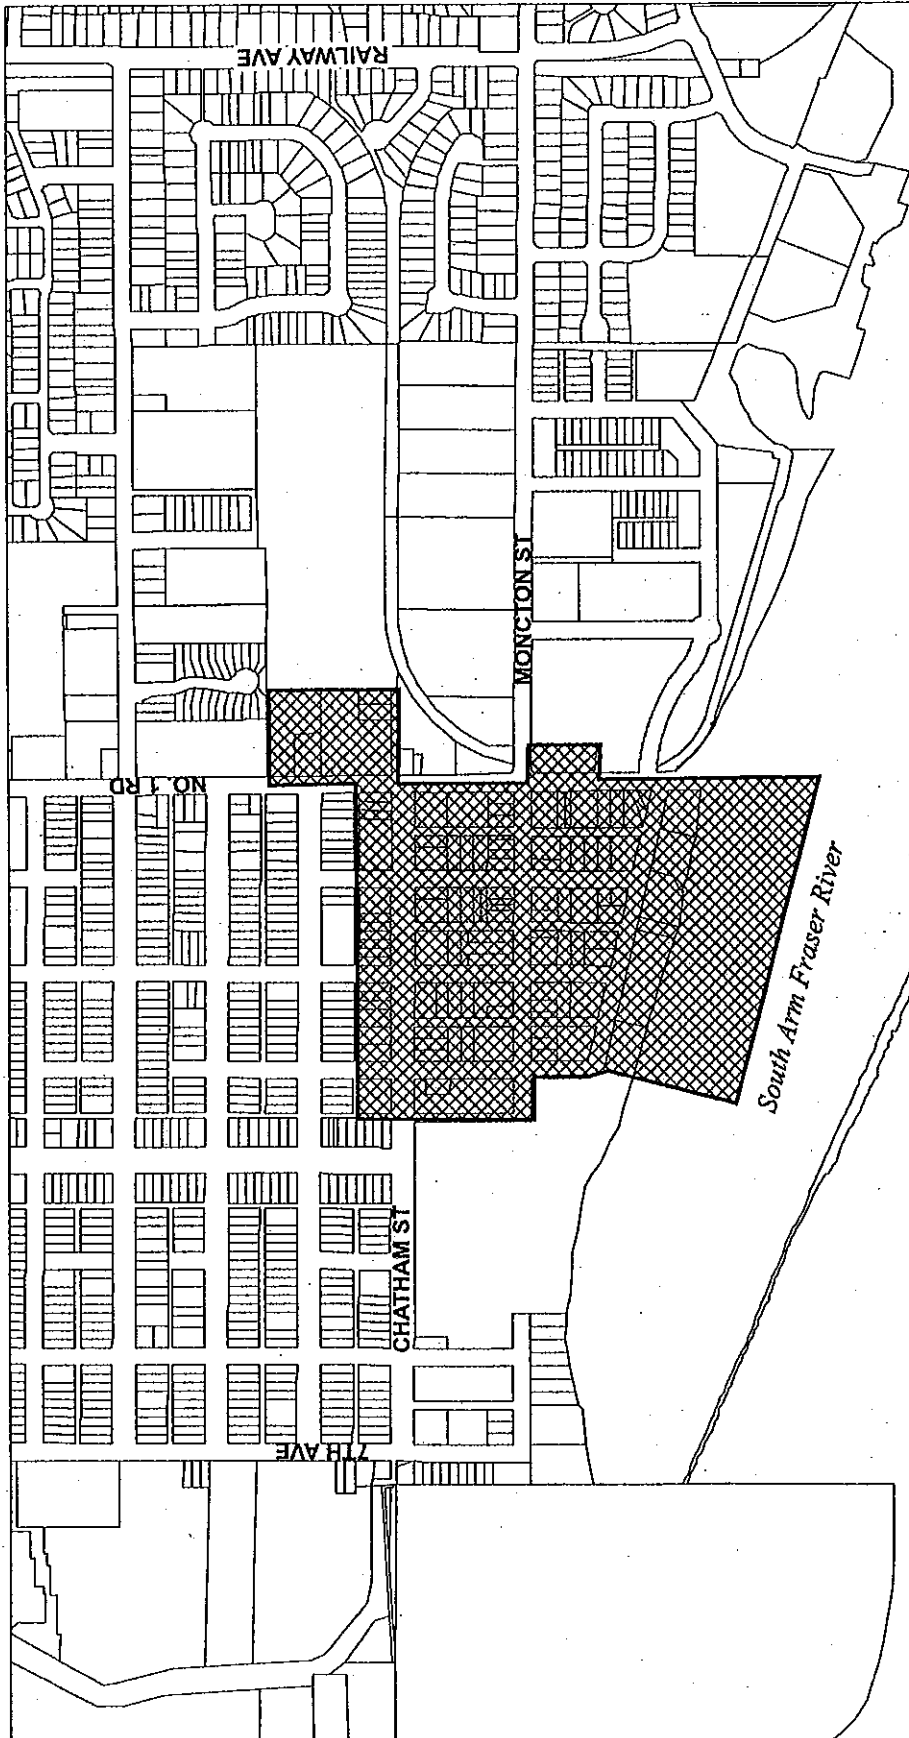 RAILWAY AVE
MONCTON ST
NO. 1 RD
South Arm Fraser River
CHATHAM ST
7TH AVE